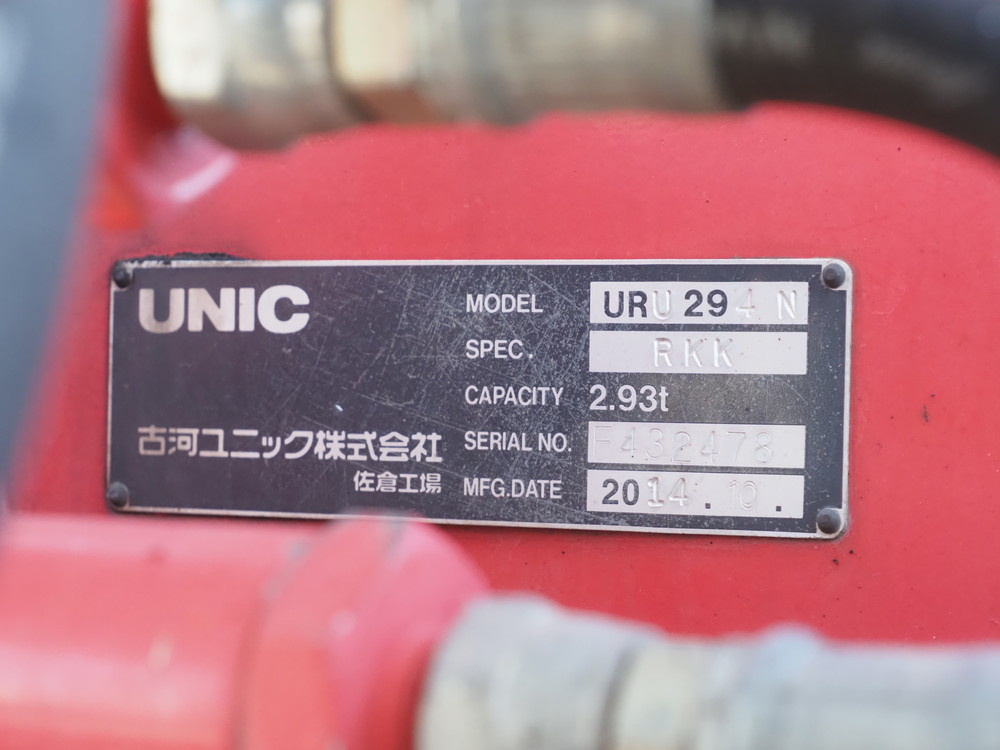 UNIC
古河ユニック株式会社
佐倉工場
MODEL URU294N
SPEC. RKK
CAPACITY 2.93t
SERIAL NO. F432478
MFG.DATE 2014.10.